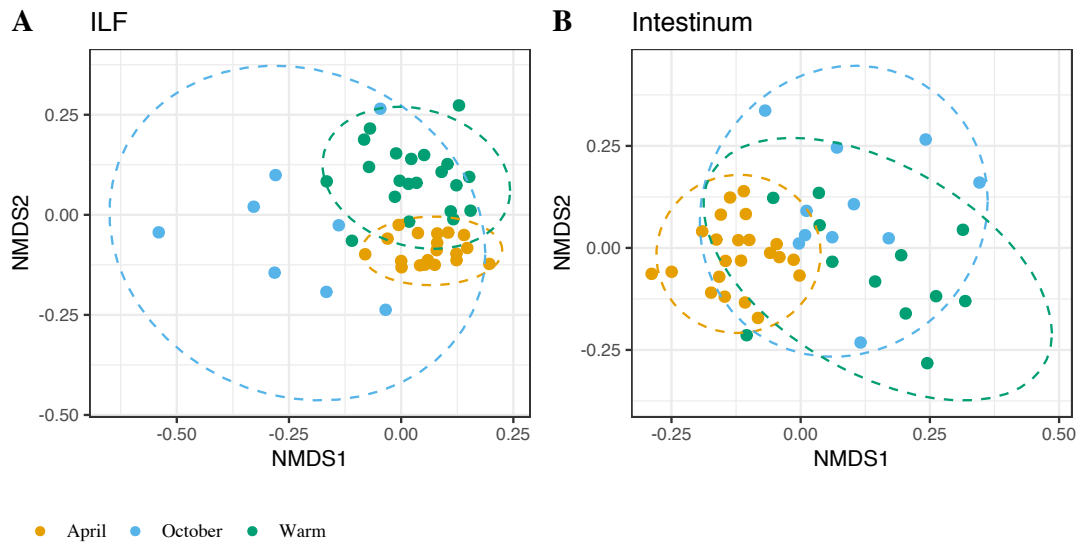 A ILF
B Intestinum
NMDS2
0.25
0.00
-0.25
-0.50
-0.50 -0.25 0.00 0.25
NMDS1
NMDS2
0.25
0.00
-0.25
-0.25 0.00 0.25 0.50
NMDS1
April October Warm